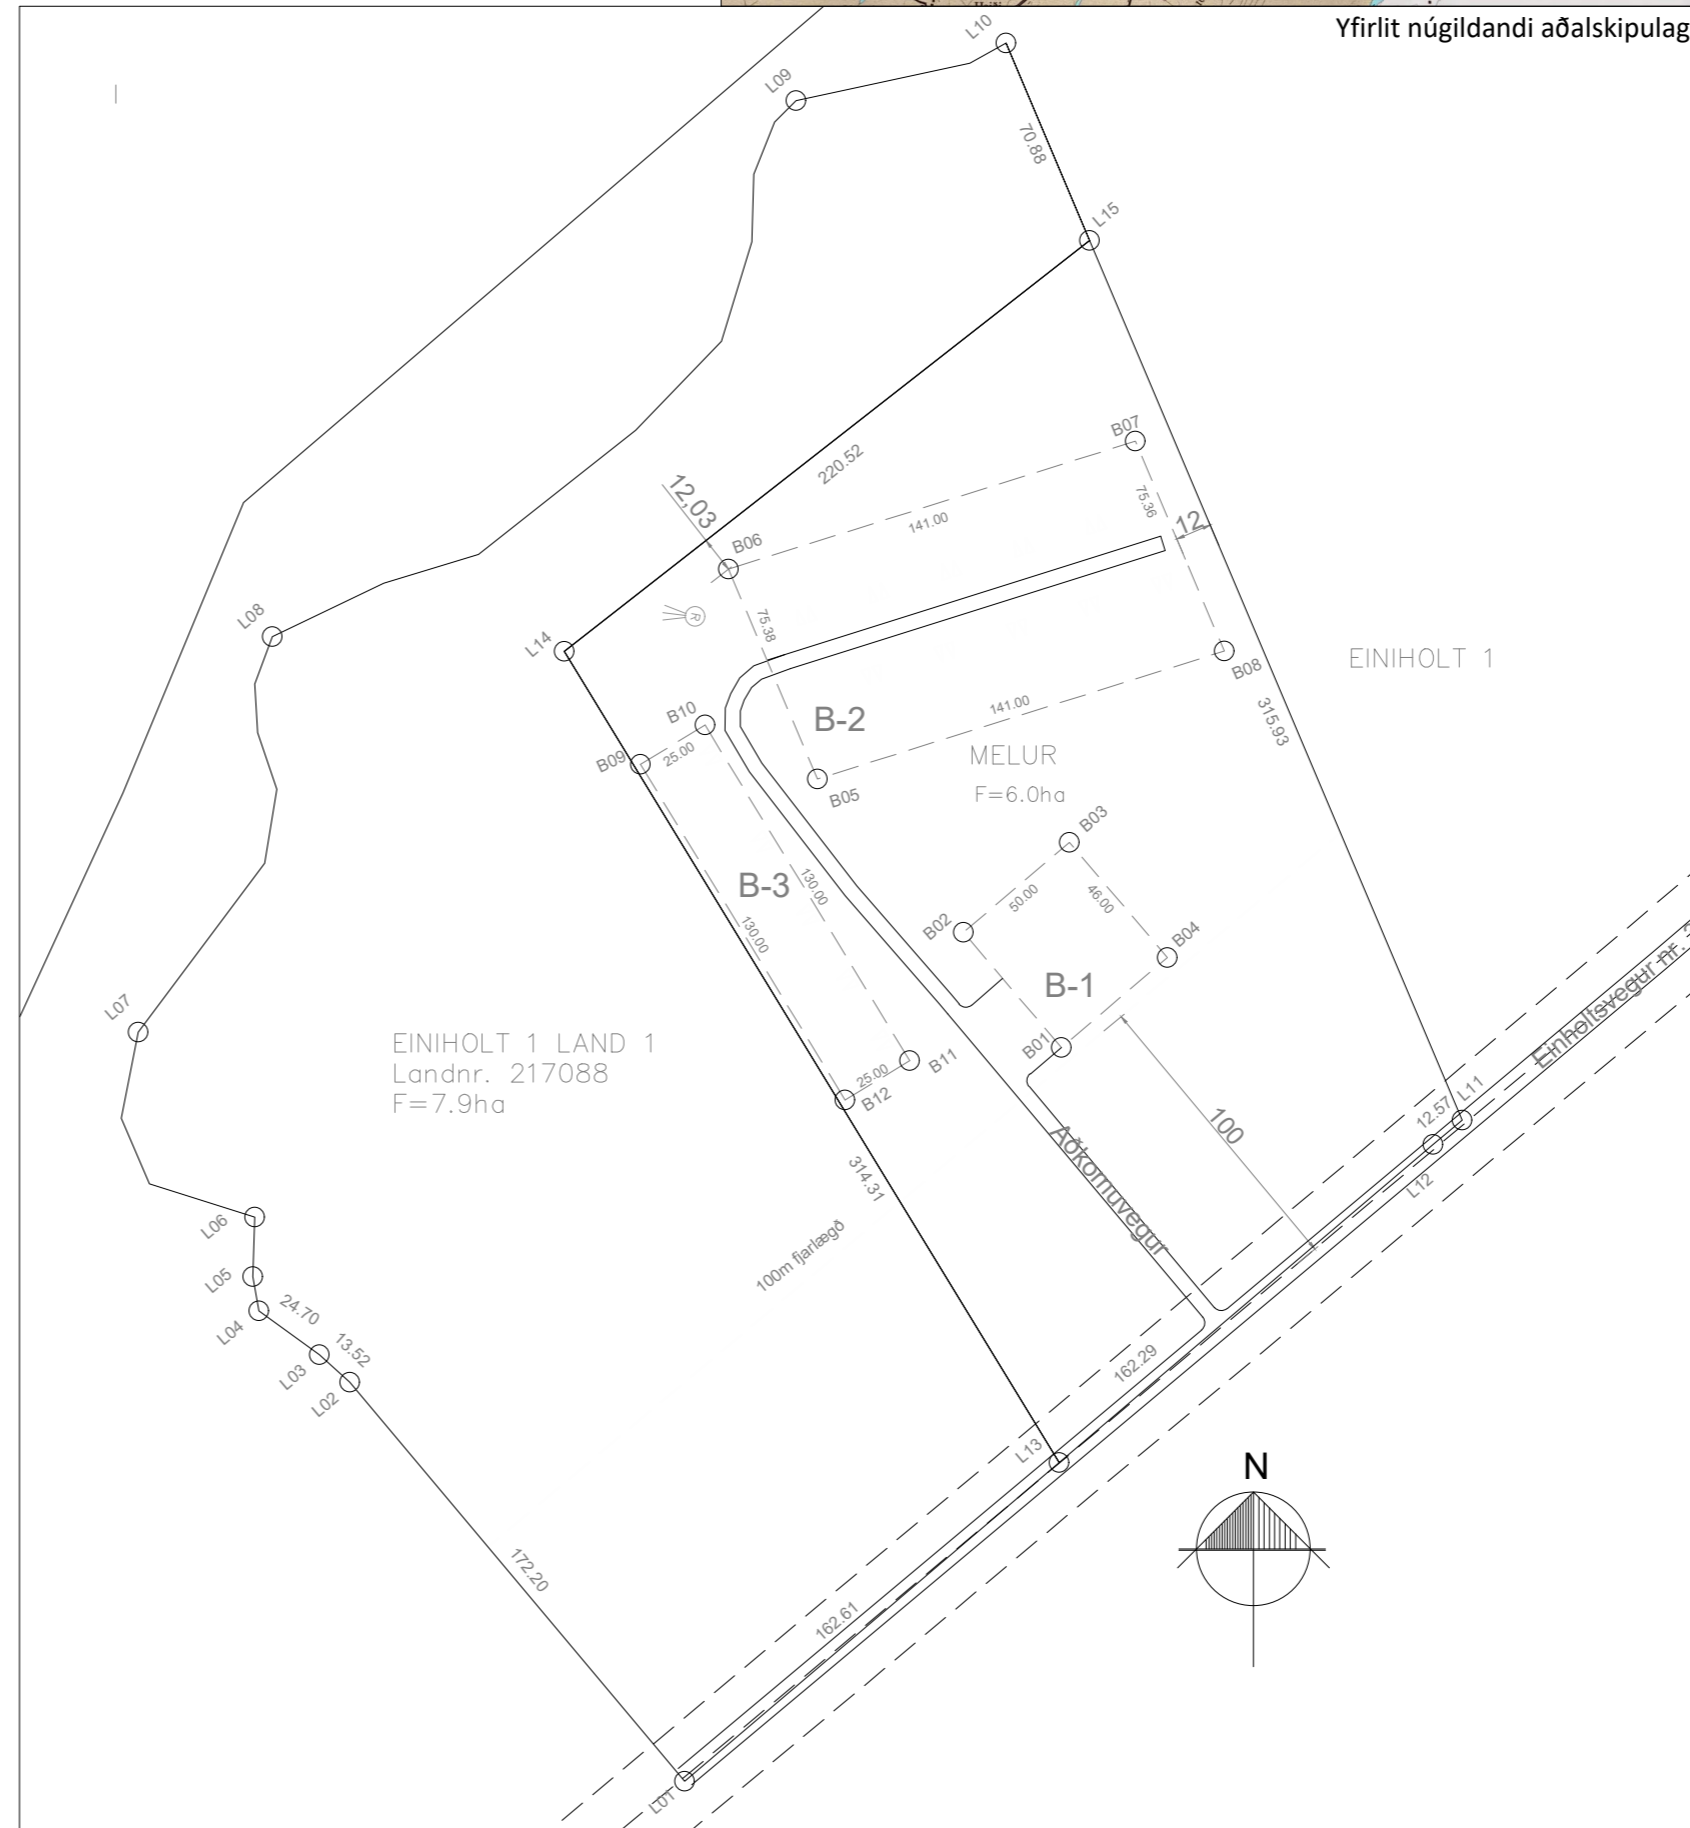 Yfirlit núgildandi aðalskipulag
L10
L09
70.88
L15
B07
220.52
12,03
75.36
141.00
12
B06
L08
R
75.38
L14
EINIHOLT 1
B08
B10
141.00
315.93
B-2
MELUR
B09
25.00
F=6.0ha
B05
B03
B-3
130.00
50.00
46.00
130.00
B02
B04
Einholtsvegur nr.
B-1
L07
EINIHOLT 1 LAND 1
Landnr. 217088
F=7.9ha
B01
B11
25.00
B12
12.57
L11
100
Aðkomuvegur
314.31
L12
L06
100m fjarlægð
L05
24.70
L04
13.52
L03
162.29
L02
L13
N
172.20
162.61
L01